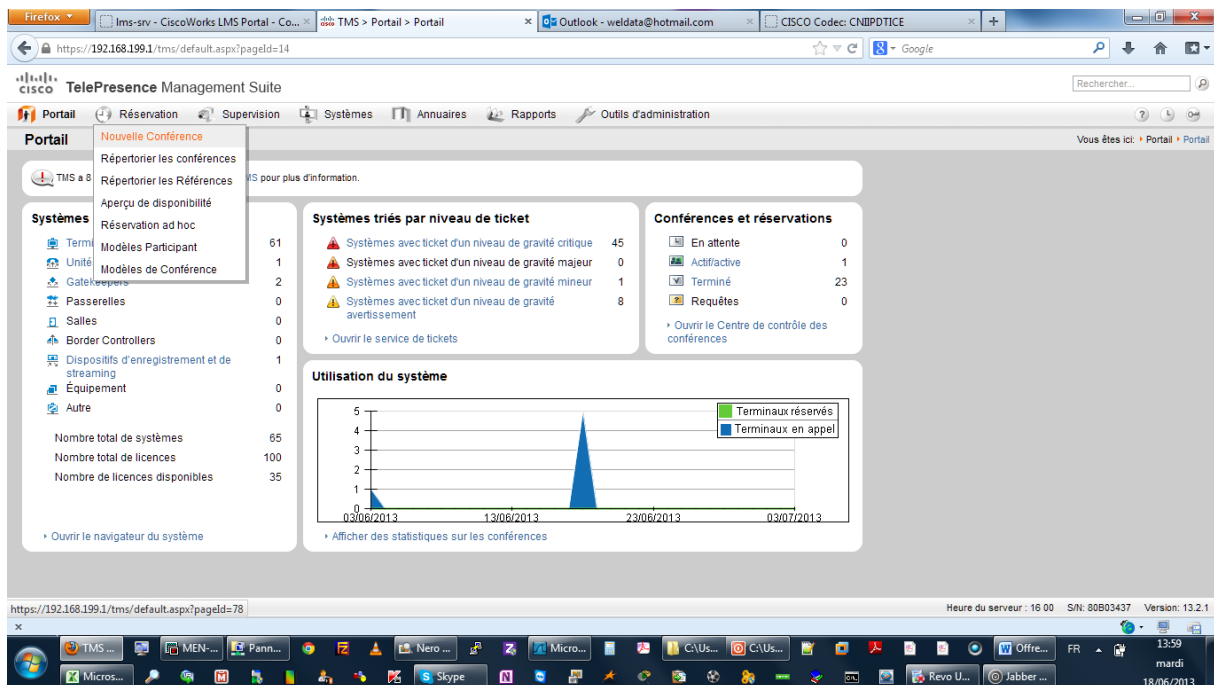 Firefox
lms-srv - CiscoWorks LMS Portal - Co...
TMS > Portail > Portail
Outlook - weldata@hotmail.com
CISCO Codec: CNIIPDTICE
https://192.168.199.1/tms/default.aspx?pageId=14
Google
CISCO TelePresence Management Suite
Rechercher...
Portail Réservation Supervision Systèmes Annuaires Rapports Outils d'administration
Portail
Vous êtes ici: Portail Portail
Nouvelle Conférence
Répertorier les conférences
Répertorier les Références
Aperçu de disponibilité
Réservation ad hoc
Modèles Participant
Modèles de Conférence
TMS a 8
MS pour plus d'information.
Systèmes
Termi 61
Unité 1
Gatekeepers 2
Passerelles 0
Salles 0
Border Controllers 0
Dispositifs d'enregistrement et de 1
streaming
Équipement 0
Autre 0
Nombre total de systèmes 65
Nombre total de licences 100
Nombre de licences disponibles 35
Ouvrir le navigateur du système
Systèmes triés par niveau de ticket
Systèmes avec ticket d'un niveau de gravité critique 45
Systèmes avec ticket d'un niveau de gravité majeur 0
Systèmes avec ticket d'un niveau de gravité mineur 1
Systèmes avec ticket d'un niveau de gravité 8
avertissement
Ouvrir le service de tickets
Conférences et réservations
En attente 0
Actif/active 1
Terminé 23
Requêtes 0
Ouvrir le Centre de contrôle des
conférences
Utilisation du système
Terminaux réservés
Terminaux en appel
5
4
3
2
1
0
03/06/2013 13/06/2013 23/06/2013 03/07/2013
Afficher des statistiques sur les conférences
https://192.168.199.1/tms/default.aspx?pageId=78
Heure du serveur : 16 00 S/N: 80B03437 Version: 13.2.1
TMS ...
MEN-...
Pann...
Nero ...
Micro...
C:\Us...
C:\Us...
Offre...
FR
13:59
mardi
18/06/2013
Micros...
Skype
Revo U...
Jabber ...